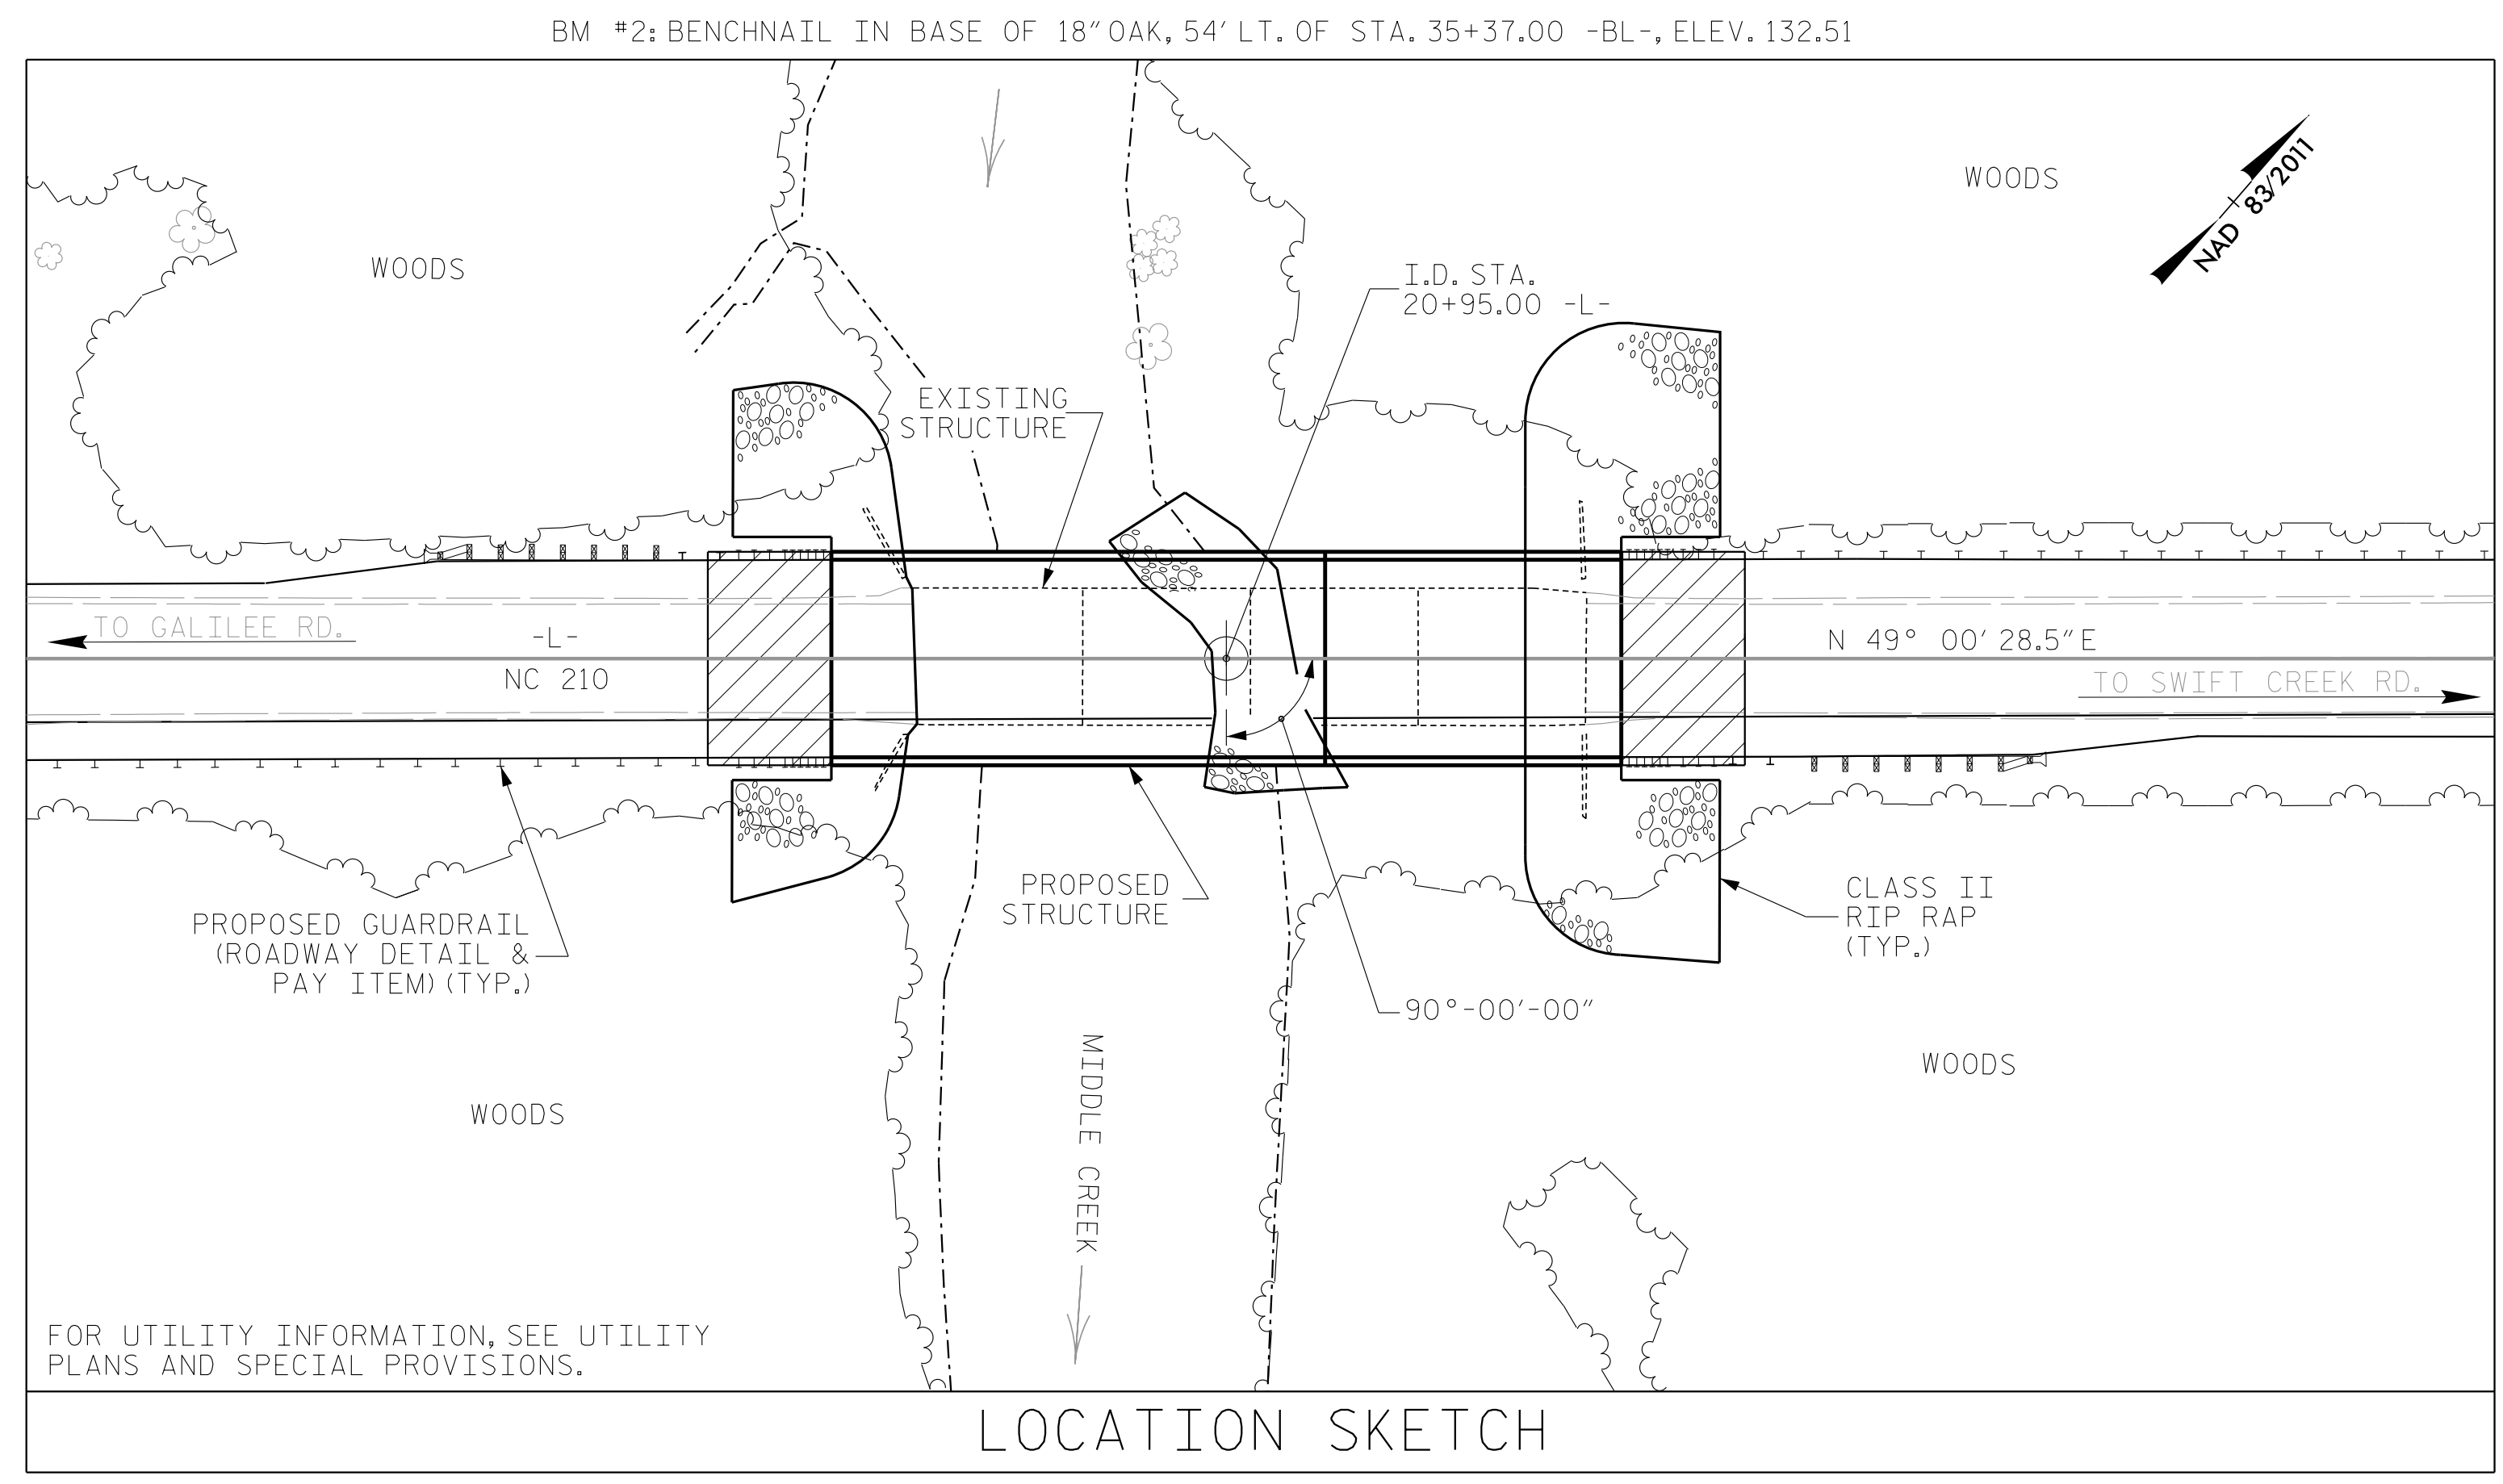 BM #2: BENCHNAIL IN BASE OF 18" OAK, 54' LT. OF STA. 35+37.00 -BL-, ELEV. 132.51
WOODS
NAD 83/2011
WOODS
I.D. STA.
20+95.00 -L-
EXISTING
STRUCTURE
TO GALILEE RD.
-L-
NC 210
N 49° 00' 28.5" E
TO SWIFT CREEK RD.
PROPOSED GUARDRAIL
(ROADWAY DETAIL &
PAY ITEM) (TYP.)
PROPOSED
STRUCTURE
CLASS II
RIP RAP
(TYP.)
90°-00'-00"
MIDDLE CREEK
WOODS
WOODS
FOR UTILITY INFORMATION, SEE UTILITY
PLANS AND SPECIAL PROVISIONS.
LOCATION SKETCH